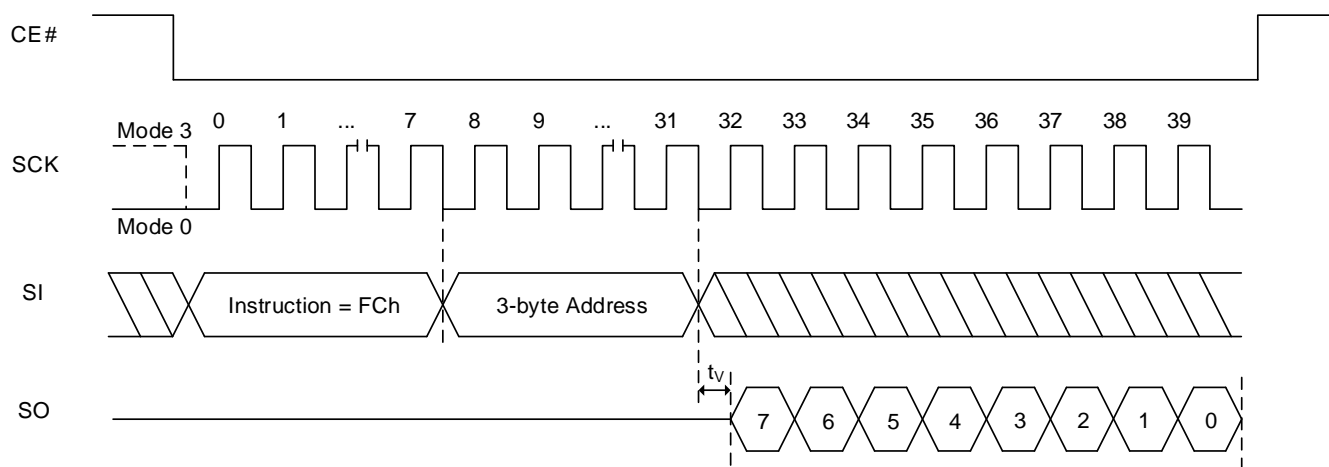 CE#
Mode 3
0 1 ... 7 8 9 ... 31 32 33 34 35 36 37 38 39
SCK
Mode 0
SI
Instruction = FCh
3-byte Address
tV
SO
7 6 5 4 3 2 1 0